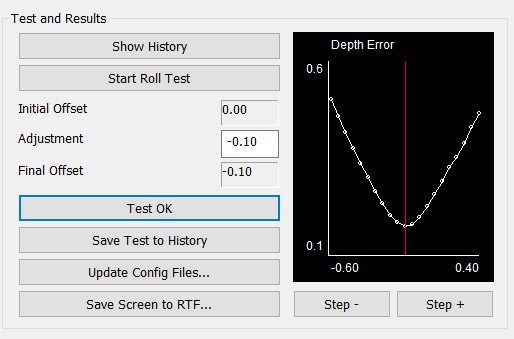 Test and Results
Show History
Start Roll Test
Initial Offset 0.00
Adjustment -0.10
Final Offset -0.10
Test OK
Save Test to History
Update Config Files...
Save Screen to RTF...
Depth Error
0.6
0.1
-0.60 0.40
Step - Step +